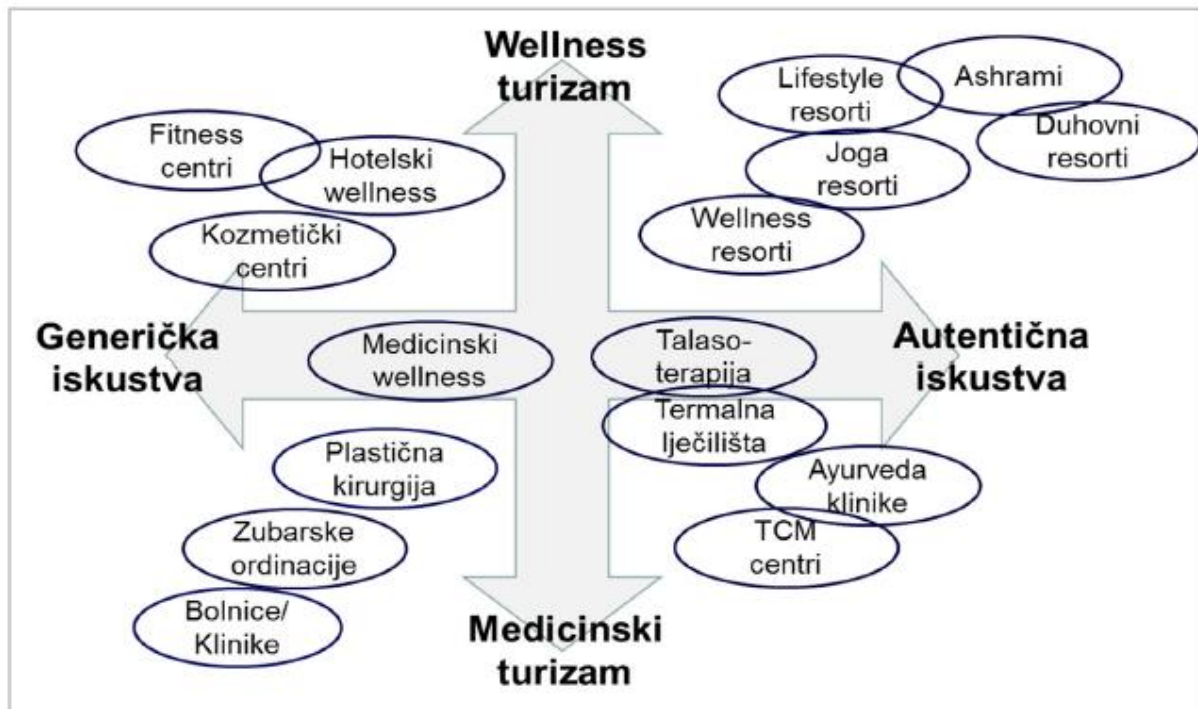 Wellness
turizam
Lifestyle
resorti
Ashrami
Duhovni
resorti
Fitness
centri
Hotelski
wellness
Joga
resorti
Kozmetički
centri
Wellness
resorti
Generička
iskustva
Medicinski
wellness
Talaso-
terapija
Autentična
iskustva
Termalna
lječilišta
Plastična
kirurgija
Ayurveda
klinike
Zubarske
ordinacije
TCM
centri
Bolnice/
Klinike
Medicinski
turizam